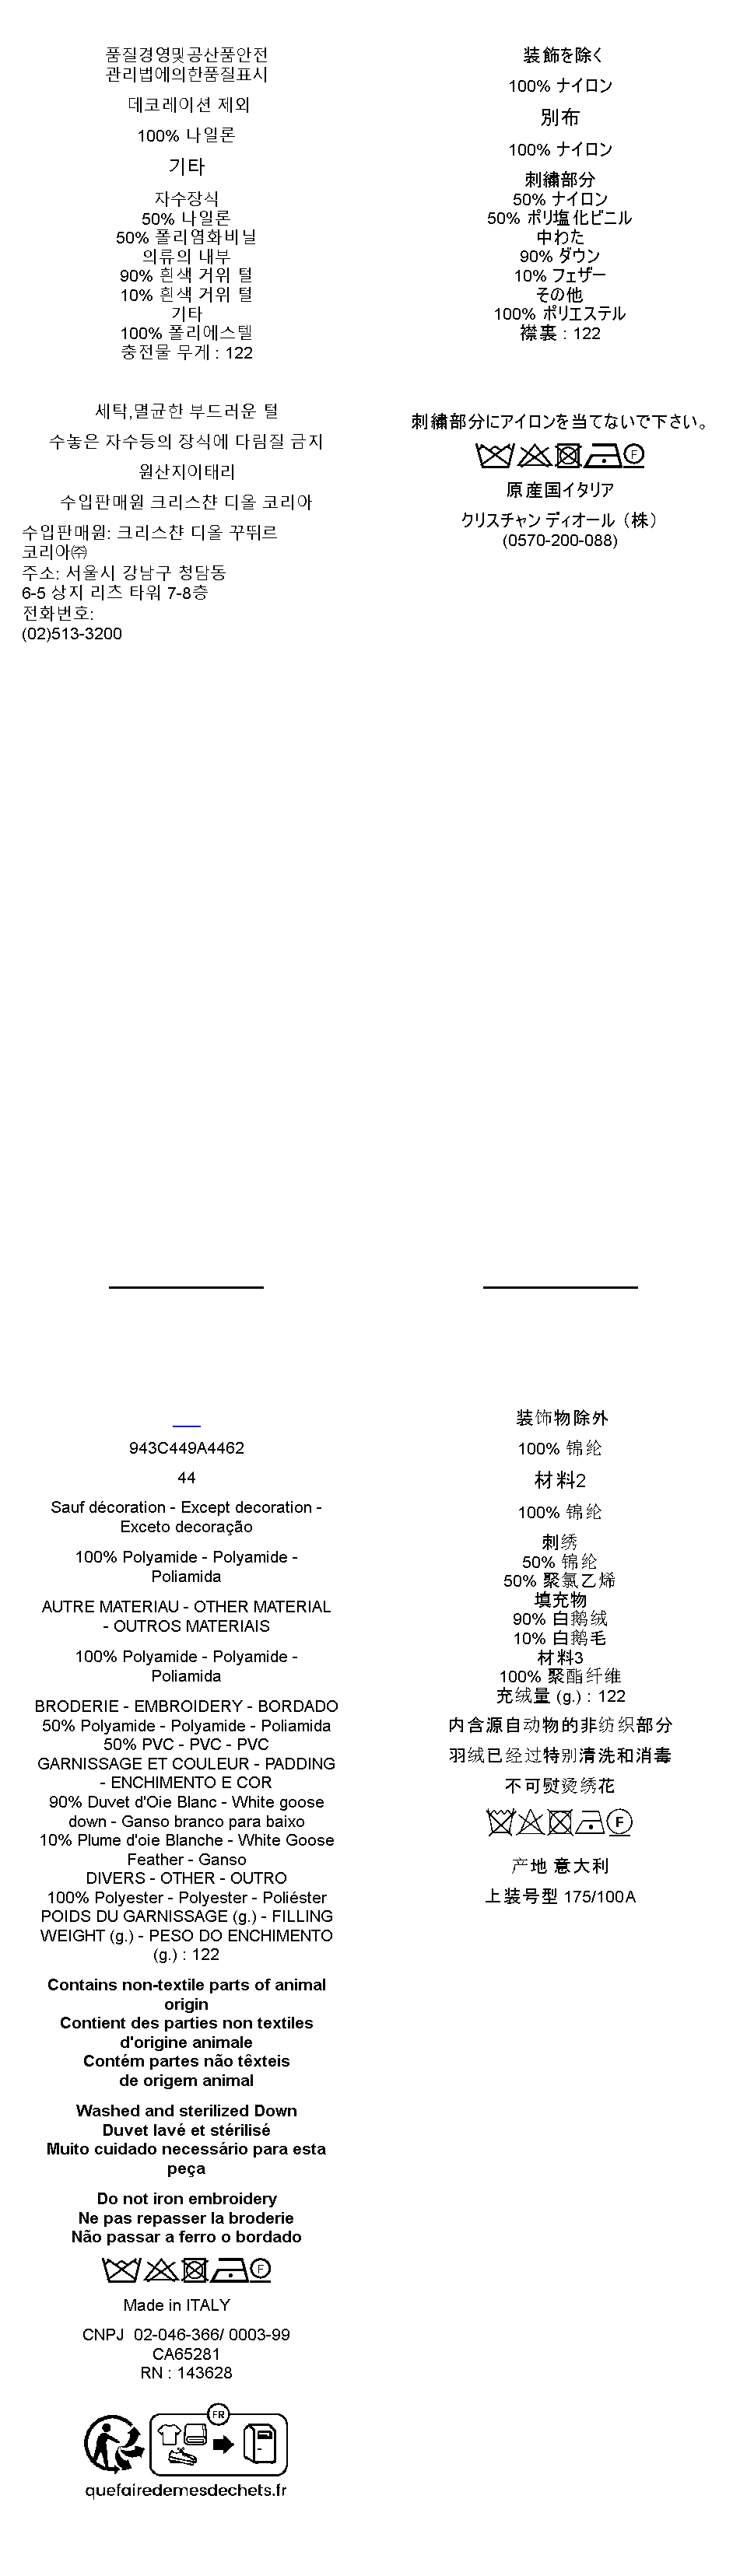 품질경영및공산품안전
관리법에의한품질표시
데코레이션 제외
100% 나일론
기타
자수장식
50% 나일론
50% 폴리염화비닐
의류의 내부
90% 흰색 거위 털
10% 흰색 거위 털
기타
100% 폴리에스텔
충전물 무게 : 122
세탁,멸균한 부드러운 털
수놓은 자수등의 장식에 다림질 금지
원산지이태리
수입판매원 크리스챤 디올 코리아
수입판매원: 크리스챤 디올 꾸뛰르
코리아㈜
주소: 서울시 강남구 청담동
6-5 상지 리츠 타워 7-8층
전화번호:
(02)513-3200
装飾を除く
100% ナイロン
別布
100% ナイロン
刺繍部分
50% ナイロン
50% ポリ塩化ビニル
中わた
90% ダウン
10% フェザー
その他
100% ポリエステル
襟裏 : 122
刺繍部分にアイロンを当てないで下さい。
F
原産国イタリア
クリスチャン ディオール（株）
(0570-200-088)
943C449A4462
44
Sauf décoration - Except decoration -
Exceto decoração
100% Polyamide - Polyamide -
Poliamida
AUTRE MATERIAU - OTHER MATERIAL
- OUTROS MATERIAIS
100% Polyamide - Polyamide -
Poliamida
BRODERIE - EMBROIDERY - BORDADO
50% Polyamide - Polyamide - Poliamida
50% PVC - PVC - PVC
GARNISSAGE ET COULEUR - PADDING
- ENCHIMENTO E COR
90% Duvet d'Oie Blanc - White goose
down - Ganso branco para baixo
10% Plume d'oie Blanche - White Goose
Feather - Ganso
DIVERS - OTHER - OUTRO
100% Polyester - Polyester - Poliéster
POIDS DU GARNISSAGE (g.) - FILLING
WEIGHT (g.) - PESO DO ENCHIMENTO
(g.) : 122
Contains non-textile parts of animal
origin
Contient des parties non textiles
d'origine animale
Contém partes não têxteis
de origem animal
Washed and sterilized Down
Duvet lavé et stérilisé
Muito cuidado necessário para esta
peça
Do not iron embroidery
Ne pas repasser la broderie
Não passar a ferro o bordado
F
Made in ITALY
CNPJ  02-046-366/ 0003-99
CA65281
RN : 143628
FR
quefairedemesdechets.fr
装饰物除外
100% 锦纶
材料2
100% 锦纶
刺绣
50% 锦纶
50% 聚氯乙烯
填充物
90% 白鹅绒
10% 白鹅毛
材料3
100% 聚酯纤维
充绒量 (g.) : 122
内含源自动物的非纺织部分
羽绒已经过特别清洗和消毒
不可熨烫绣花
F
产地 意大利
上装号型 175/100A